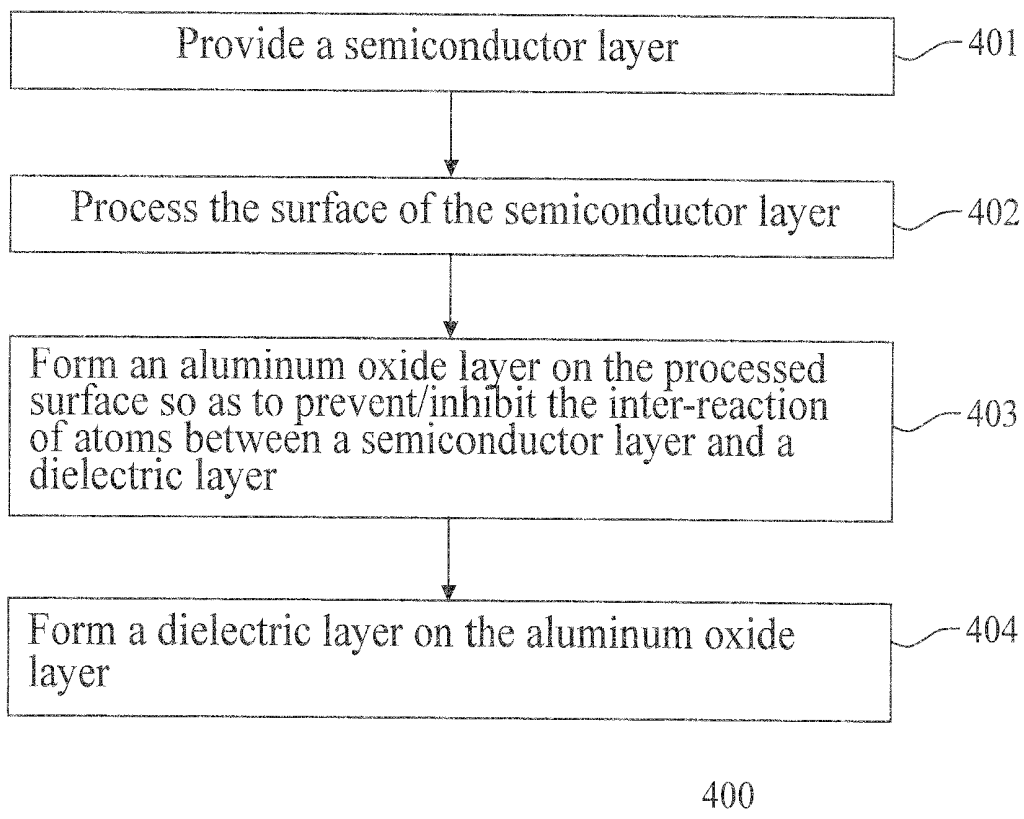 Provide a semiconductor layer
401
Process the surface of the semiconductor layer
402
Form an aluminum oxide layer on the processed
surface so as to prevent/inhibit the inter-reaction
of atoms between a semiconductor layer and a
dielectric layer
403
Form a dielectric layer on the aluminum oxide
layer
404
400